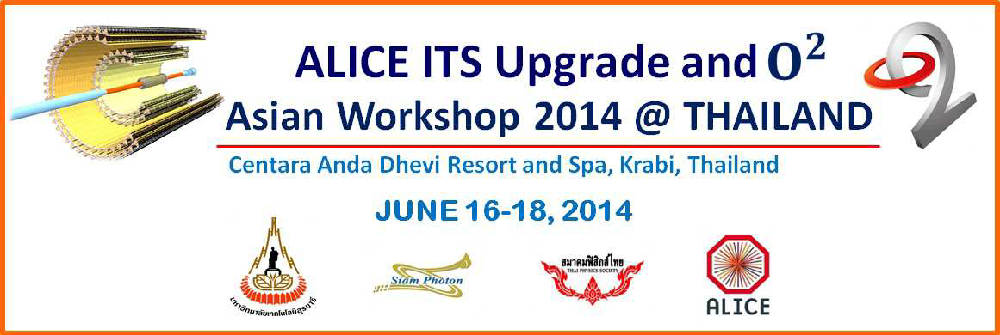 ALICE ITS Upgrade and O²
Asian Workshop 2014 @ THAILAND
Centara Anda Dhevi Resort and Spa, Krabi, Thailand
JUNE 16-18, 2014
มหาวิทยาลัยเทคโนโลยีสุรนารี
Siam Photon
สมาคมฟิสิกส์ไทย
THAI PHYSICS SOCIETY
ALICE
O2